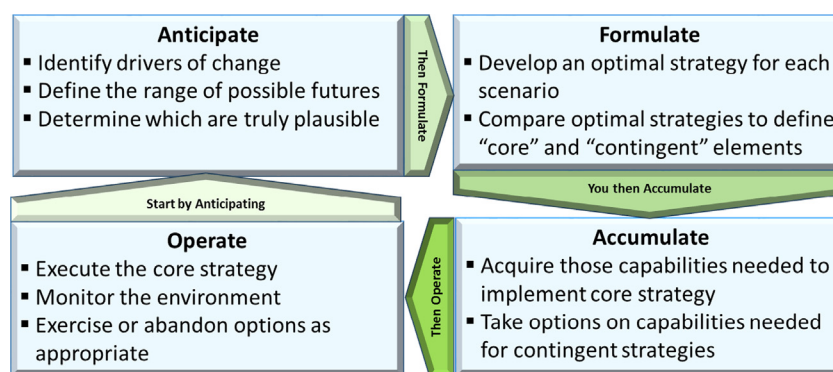 Anticipate
▪ Identify drivers of change
▪ Define the range of possible futures
▪ Determine which are truly plausible
Then Formulate
Formulate
▪ Develop an optimal strategy for each
scenario
▪ Compare optimal strategies to define
“core” and “contingent” elements
You then Accumulate
Accumulate
▪ Acquire those capabilities needed to
implement core strategy
▪ Take options on capabilities needed
for contingent strategies
Then Operate
Operate
▪ Execute the core strategy
▪ Monitor the environment
▪ Exercise or abandon options as
appropriate
Start by Anticipating